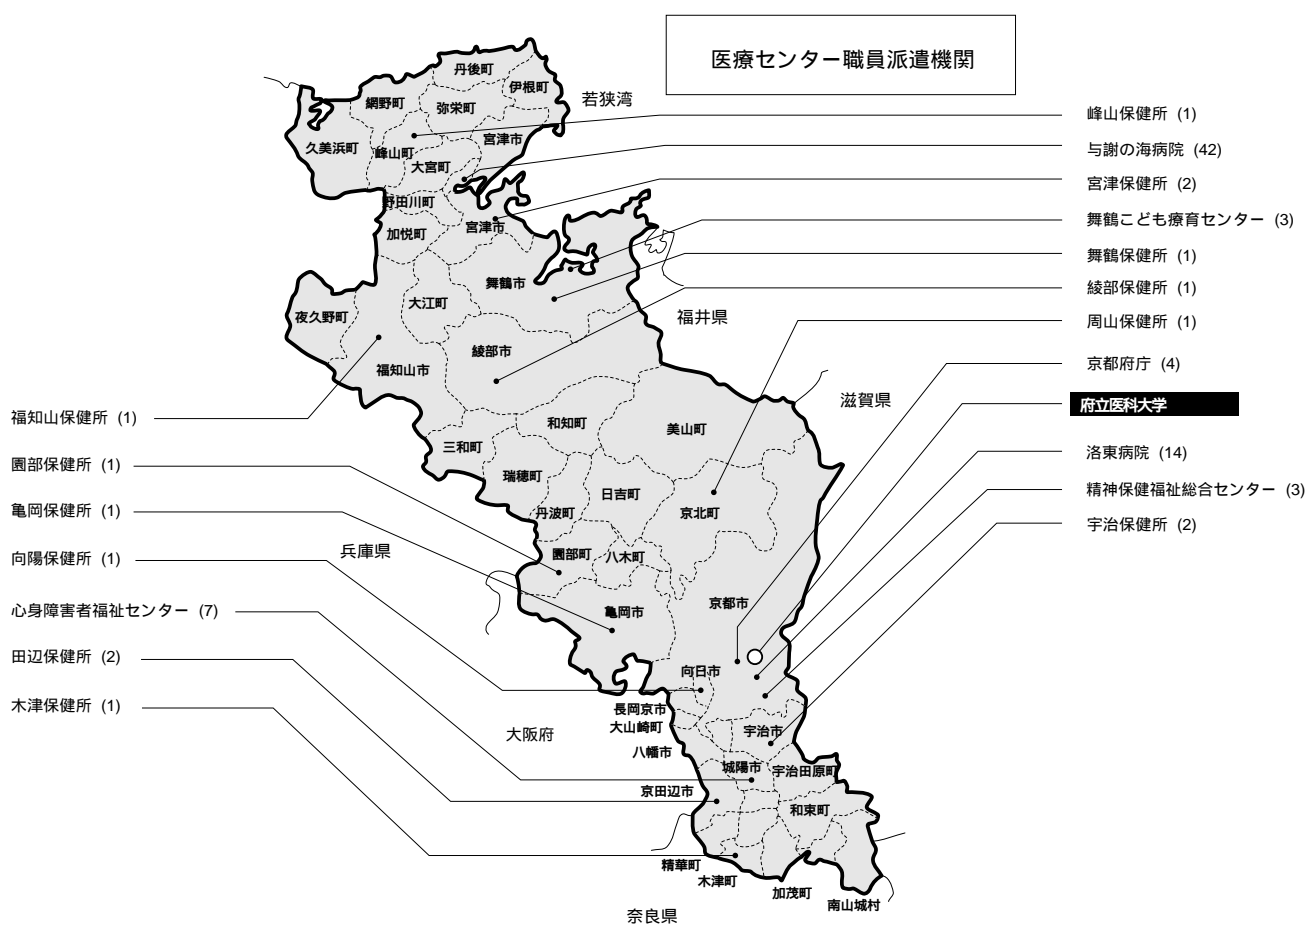 医療センター職員派遣機関
丹後町
伊根町
網野町
弥栄町
若狭湾
久美浜町
峰山町
宮津市
大宮町
野田川町
加悦町
宮津市
舞鶴市
大江町
夜久野町
福井県
綾部市
福知山市
滋賀県
和知町
美山町
三和町
瑞穂町
日吉町
丹波町
京北町
兵庫県
園部町
八木町
亀岡市
京都市
向日市
長岡京市
大山崎町
大阪府
八幡市
宇治市
城陽市
宇治田原町
京田辺市
和束町
精華町
木津町
加茂町
南山城村
奈良県
峰山保健所 (1)
与謝の海病院 (42)
宮津保健所 (2)
舞鶴こども療育センター (3)
舞鶴保健所 (1)
綾部保健所 (1)
周山保健所 (1)
京都府庁 (4)
府立医科大学
洛東病院 (14)
精神保健福祉総合センター (3)
宇治保健所 (2)
福知山保健所 (1)
園部保健所 (1)
亀岡保健所 (1)
向陽保健所 (1)
心身障害者福祉センター (7)
田辺保健所 (2)
木津保健所 (1)